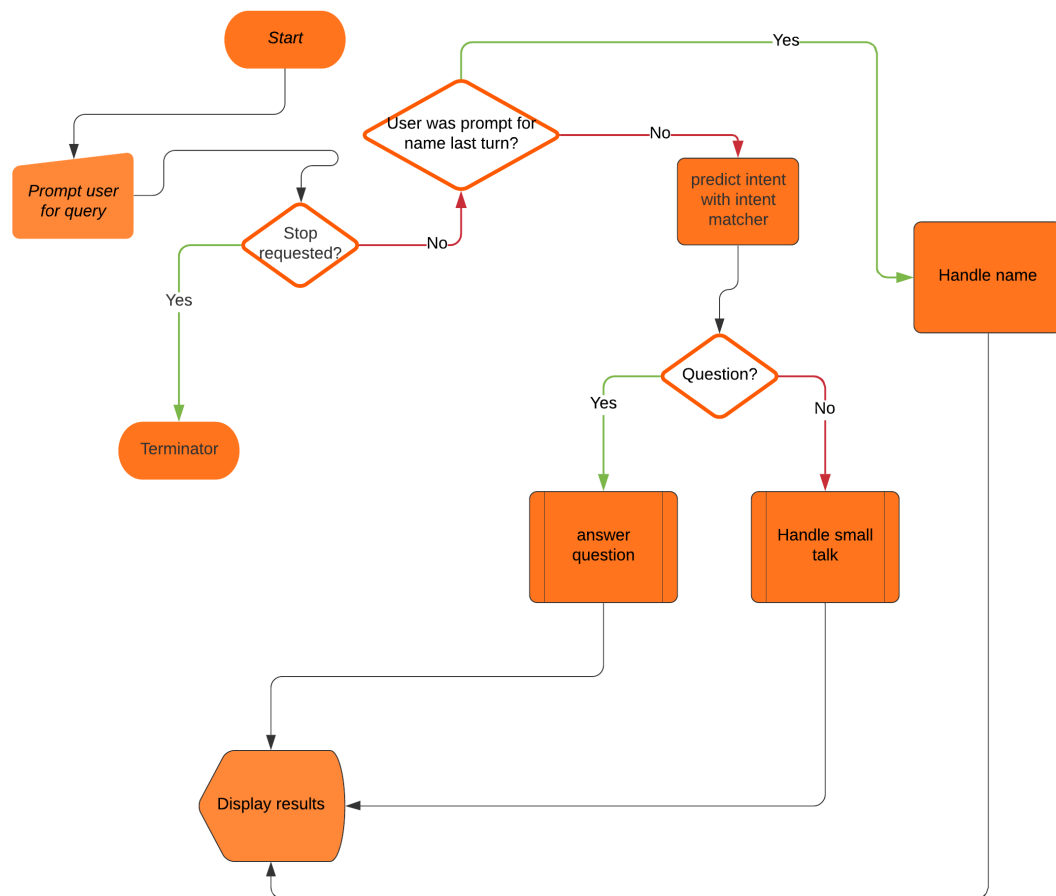 Start
Yes
User was prompt for
name last turn?
No
Prompt user
for query
predict intent
with intent
matcher
Stop
requested?
No
Yes
Handle name
Question?
Yes
No
Terminator
answer
question
Handle small
talk
Display results